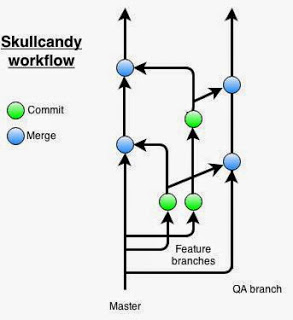 Skullcandy
workflow
Commit
Merge
Feature
branches
QA branch
Master